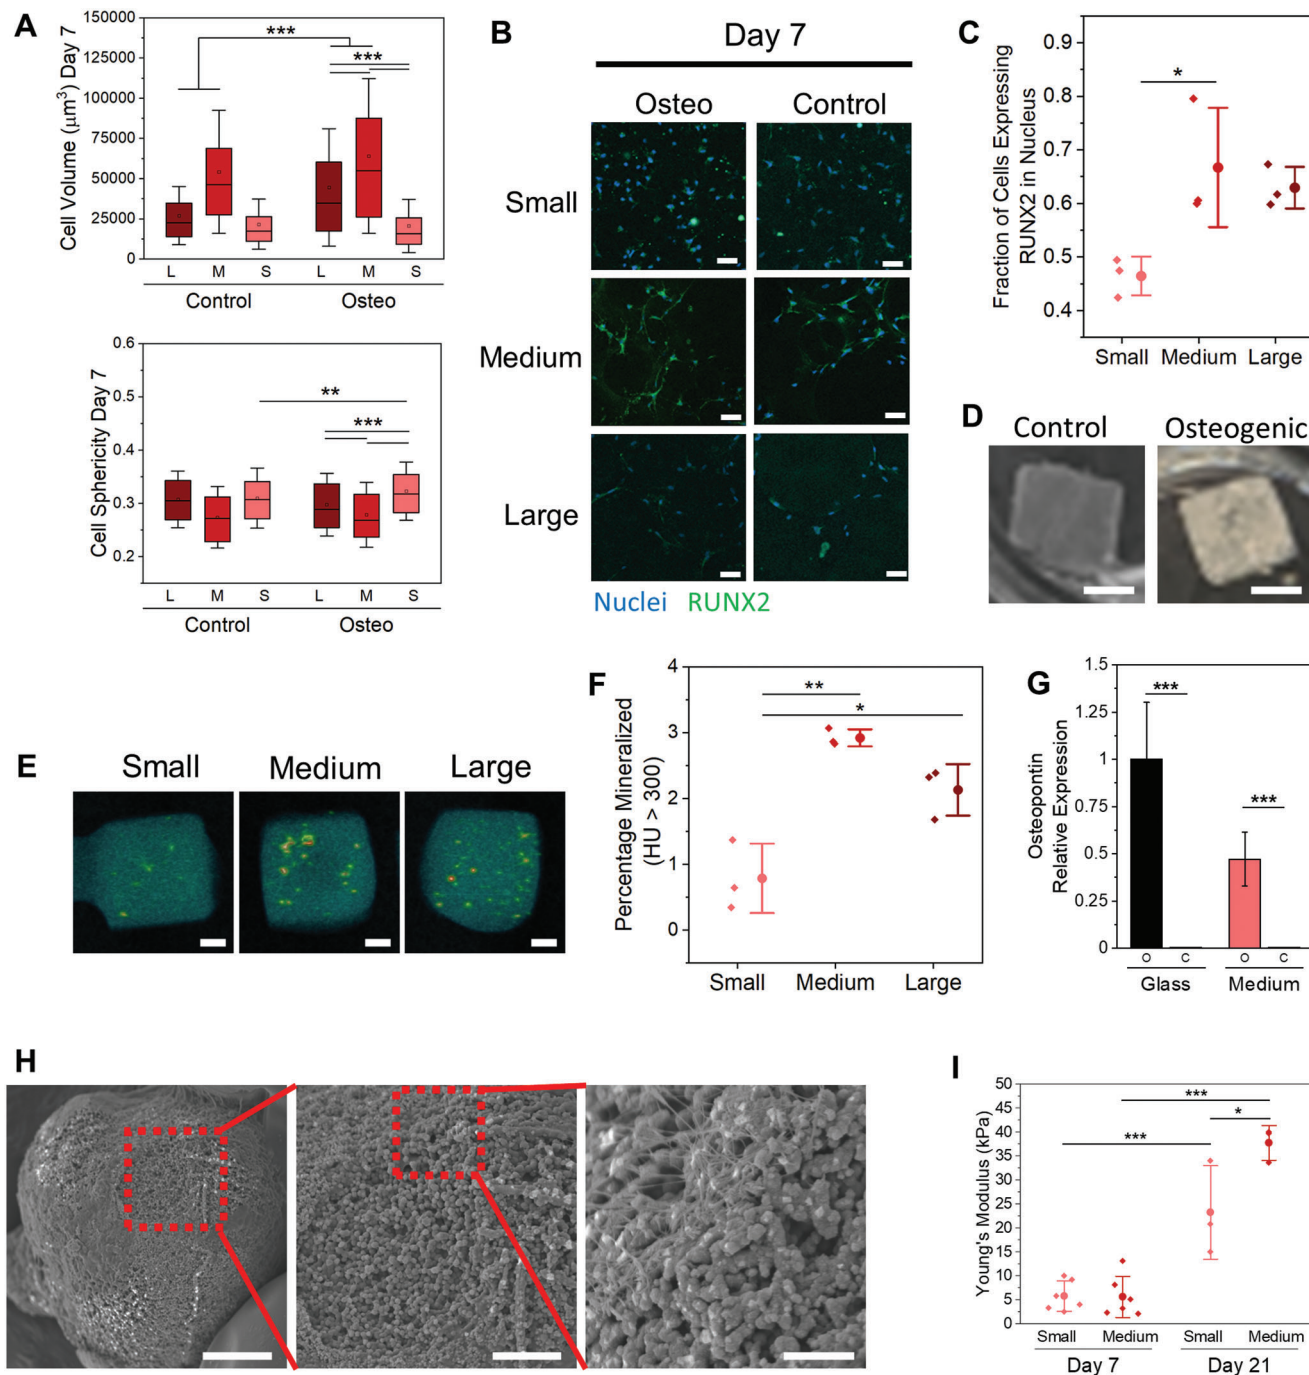 A
Cell Volume (μm³) Day 7
150000
125000
100000
75000
50000
25000
0
***
***
L M S L M S
Control Osteo
Cell Sphericity Day 7
0.6
0.5
0.4
0.3
0.2
**
***
L M S L M S
Control Osteo
B
Day 7
Osteo Control
Small
Medium
Large
Nuclei RUNX2
C
Fraction of Cells Expressing
RUNX2 in Nucleus
0.9
0.8
0.7
0.6
0.5
0.4
*
Small Medium Large
D
Control Osteogenic
E
Small Medium Large
F
Percentage Mineralized
(HU > 300)
4
3
2
1
0
**
*
Small Medium Large
G
Osteopontin
Relative Expression
1.5
1.25
1
0.75
0.5
0.25
0
***
***
O C O C
Glass Medium
H
I
Young's Modulus (kPa)
50
45
40
35
30
25
20
15
10
5
0
***
*
***
Small Medium Small Medium
Day 7 Day 21